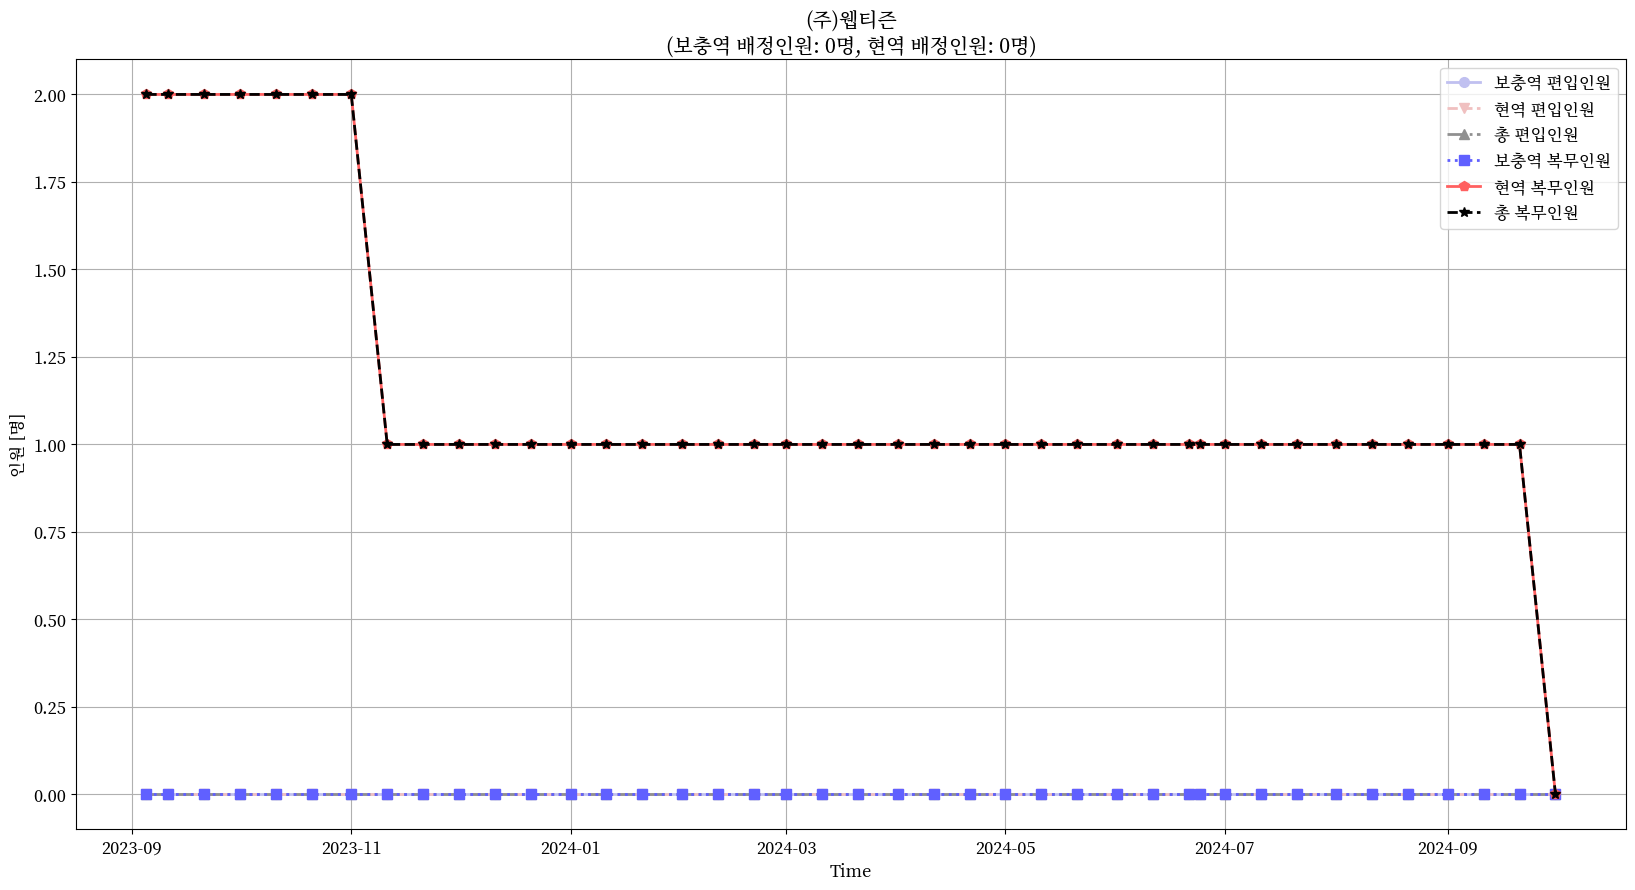 (주)웹티즌
(보충역 배정인원: 0명, 현역 배정인원: 0명)
보충역 편입인원
현역 편입인원
총 편입인원
보충역 복무인원
현역 복무인원
총 복무인원
인원 [명]
2.00
1.75
1.50
1.25
1.00
0.75
0.50
0.25
0.00
2023-09 2023-11 2024-01 2024-03 2024-05 2024-07 2024-09
Time